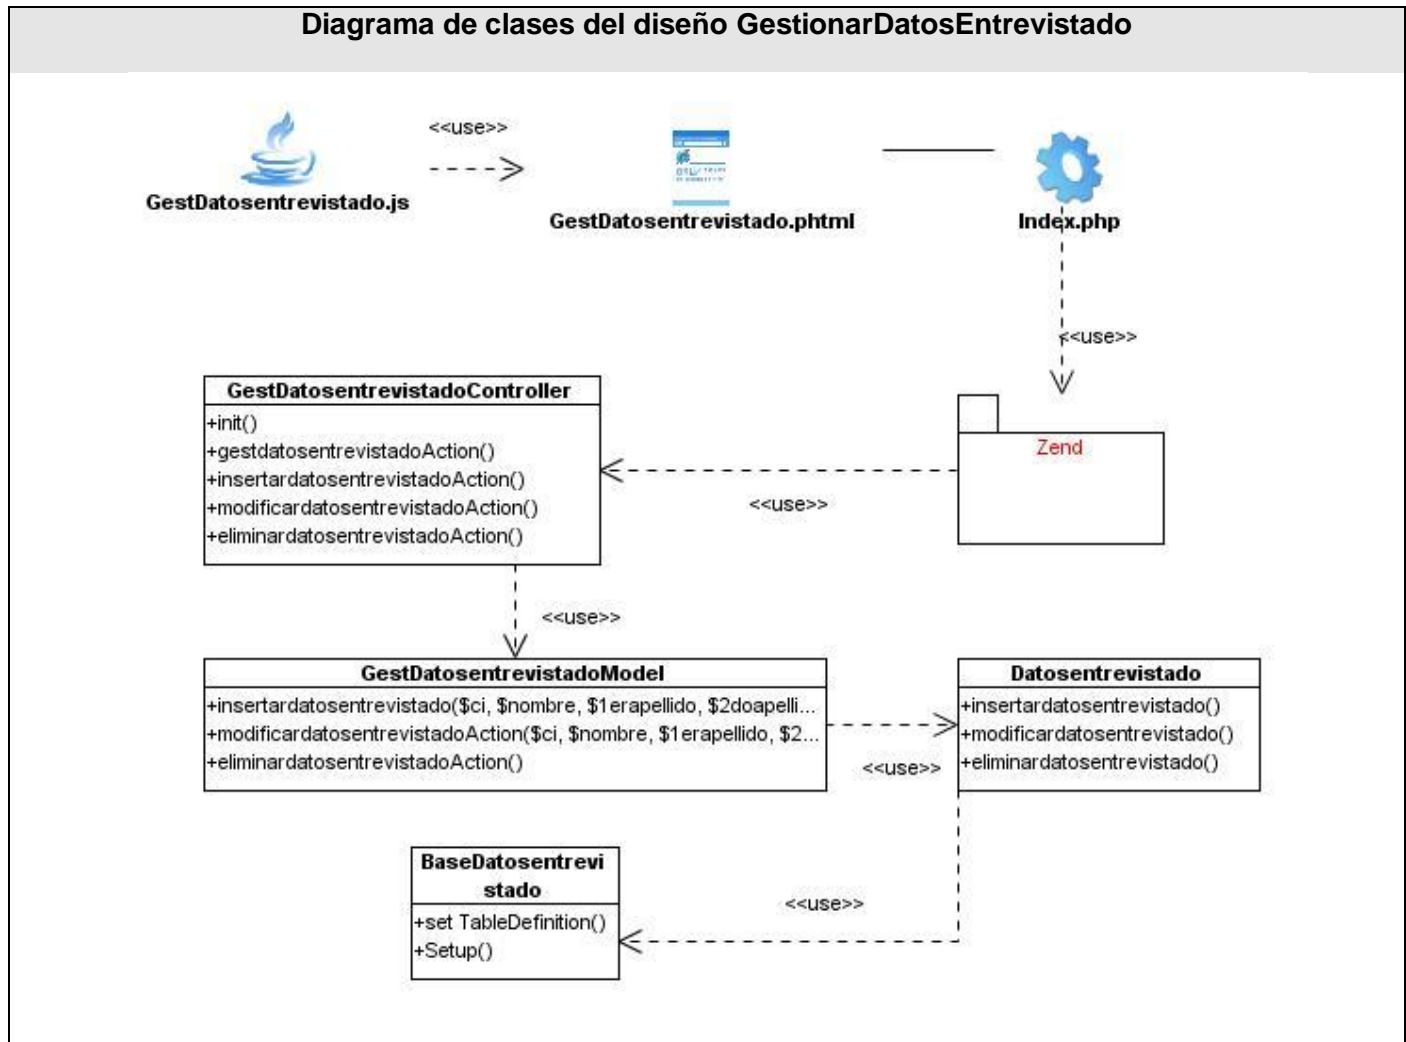 Diagrama de clases del diseño GestionarDatosEntrevistado
<<use>>
GestDatosentrevistado.js
GestDatosentrevistado.phtml
Index.php
<<use>>
GestDatosentrevistadoController
+init()
+gestdatosentrevistadoAction()
+insertardatosentrevistadoAction()
+modificardatosentrevistadoAction()
+eliminardatosentrevistadoAction()
Zend
<<use>>
<<use>>
GestDatosentrevistadoModel
+insertardatosentrevistado($ci, $nombre, $1erapellido, $2doapelli...
+modificardatosentrevistadoAction($ci, $nombre, $1erapellido, $2...
+eliminardatosentrevistadoAction()
<<use>>
Datosentrevistado
+insertardatosentrevistado()
+modificardatosentrevistado()
+eliminardatosentrevistado()
BaseDatosentrevi
stado
+set TableDefinition()
+Setup()
<<use>>